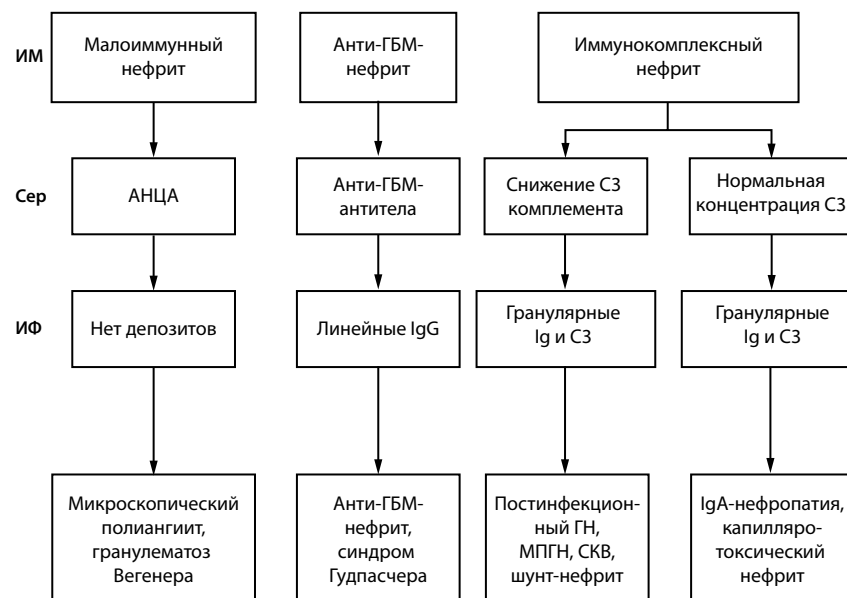 ИМ
Малоиммунный
нефрит
Анти-ГБМ-
нефрит
Иммунокомплексный
нефрит
Сер
АНЦА
Анти-ГБМ-
антитела
Снижение С3
комплемента
Нормальная
концентрация С3
ИФ
Нет депозитов
Линейные IgG
Гранулярные
Ig и С3
Гранулярные
Ig и С3
Микроскопический
полиангиит,
гранулематоз
Вегенера
Анти-ГБМ-
нефрит,
синдром
Гудпасчера
Постинфекцион-
ный ГН,
МПГН, СКВ,
шунт-нефрит
IgA-нефропатия,
капилляро-
токсический
нефрит